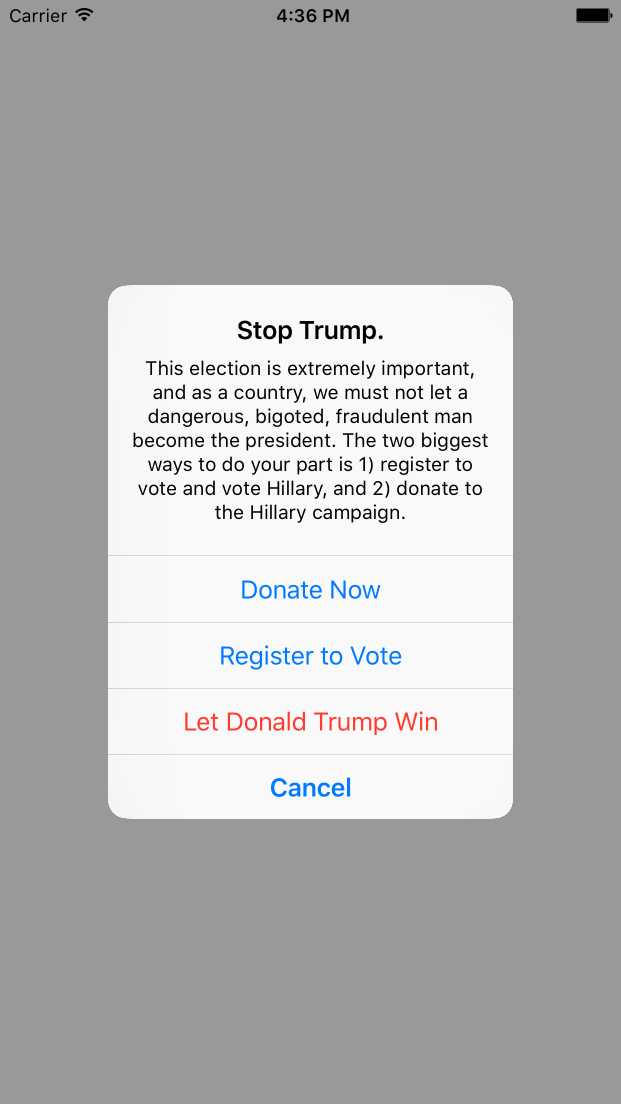 Carrier 4:36 PM
Stop Trump.
This election is extremely important,
and as a country, we must not let a
dangerous, bigoted, fraudulent man
become the president. The two biggest
ways to do your part is 1) register to
vote and vote Hillary, and 2) donate to
the Hillary campaign.
Donate Now
Register to Vote
Let Donald Trump Win
Cancel